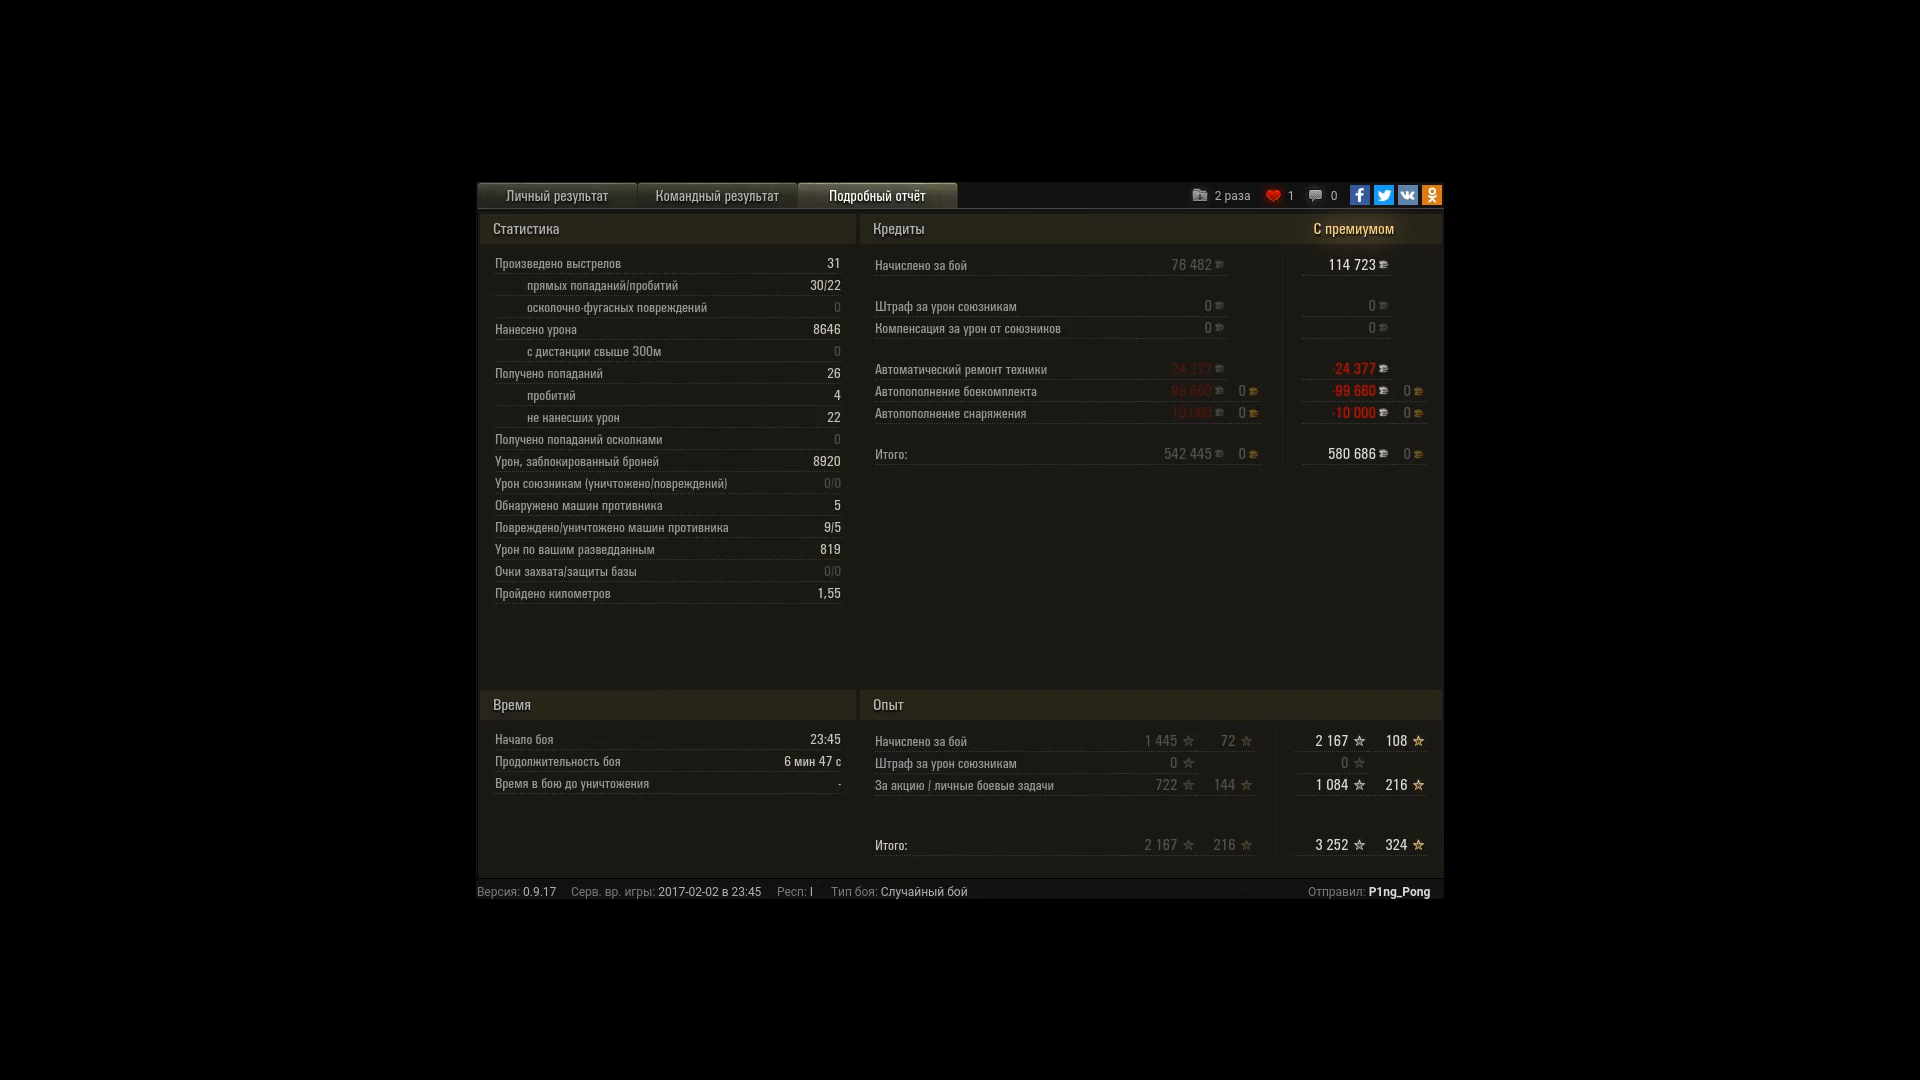 Личный результат Командный результат Подробный отчёт 2 раза 1 0
Статистика
Произведено выстрелов 31
прямых попаданий/пробитий 30/22
осколочно-фугасных повреждений 0
Нанесено урона 8646
с дистанции свыше 300м 0
Получено попаданий 26
пробитий 4
не нанесших урон 22
Получено попаданий осколками 0
Урон, заблокированный броней 8920
Урон союзникам (уничтожено/повреждений) 0/0
Обнаружено машин противника 5
Повреждено/уничтожено машин противника 9/5
Урон по вашим разведданным 819
Очки захвата/защиты базы 0/0
Пройдено километров 1,55
Кредиты С премиумом
Начислено за бой 76 482 114 723
Штраф за урон союзникам 0 0
Компенсация за урон от союзников 0 0
Автоматический ремонт техники -24 377 -24 377
Автопополнение боекомплекта -99 660 0 -99 660 0
Автопополнение снаряжения -10 000 0 -10 000 0
Итого: 542 445 0 580 686 0
Время
Начало боя 23:45
Продолжительность боя 6 мин 47 с
Время в бою до уничтожения -
Опыт
Начислено за бой 1 445 72 2 167 108
Штраф за урон союзникам 0 0
За акцию / личные боевые задачи 722 144 1 084 216
Итого: 2 167 216 3 252 324
Версия: 0.9.17 Серв. вр. игры: 2017-02-02 в 23:45 Респ: I Тип боя: Случайный бой Отправил: P1ng_Pong